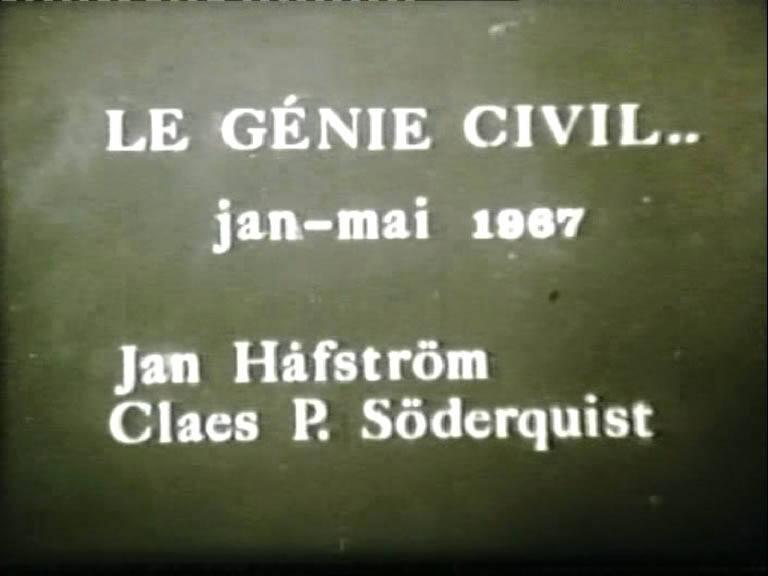 LE GÉNIE CIVIL..
jan-mai 1967
Jan Håfström
Claes P. Söderquist